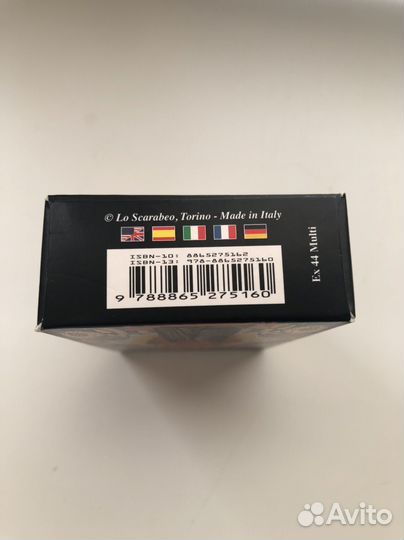 © Lo Scarabeo, Torino - Made in Italy
ISBN-10: 8865275162
ISBN-13: 978-8865275160
9 788865 275160
Ex 44 Multi
Avito